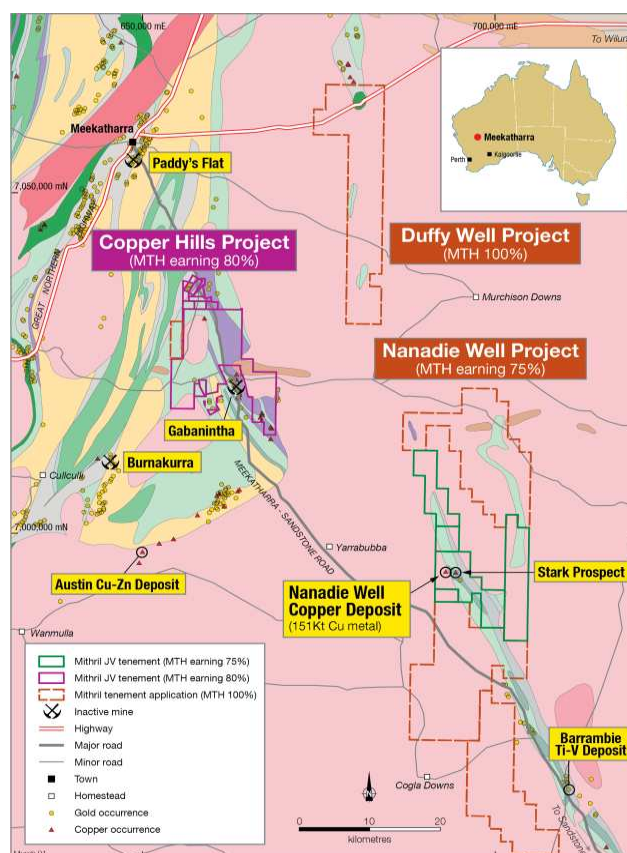 650,000 mE
700,000 mE
To Wilun
Meekatharra
Paddy's Flat
7,050,000 mN
GREAT NORTHERN HIGHWAY
Copper Hills Project
(MTH earning 80%)
Duffy Well Project
(MTH 100%)
Murchison Downs
Nanadie Well Project
(MTH earning 75%)
Meekatharra
Perth
Kalgoorlie
Gabanintha
Burnakurra
Culculli
MEEKATHARRA - SANDSTONE ROAD
7,000,000 mN
Yarrabubba
Austin Cu-Zn Deposit
Nanadie Well
Copper Deposit
(151Kt Cu metal)
Stark Prospect
Wanmulla
Barrambie
Ti-V Deposit
Cogla Downs
To Sandstone
Mithril JV tenement (MTH earning 75%)
Mithril JV tenement (MTH earning 80%)
Mithril tenement application (MTH 100%)
Inactive mine
Highway
Major road
Minor road
Town
Homestead
Gold occurrence
Copper occurrence
N
0 10 20
kilometres